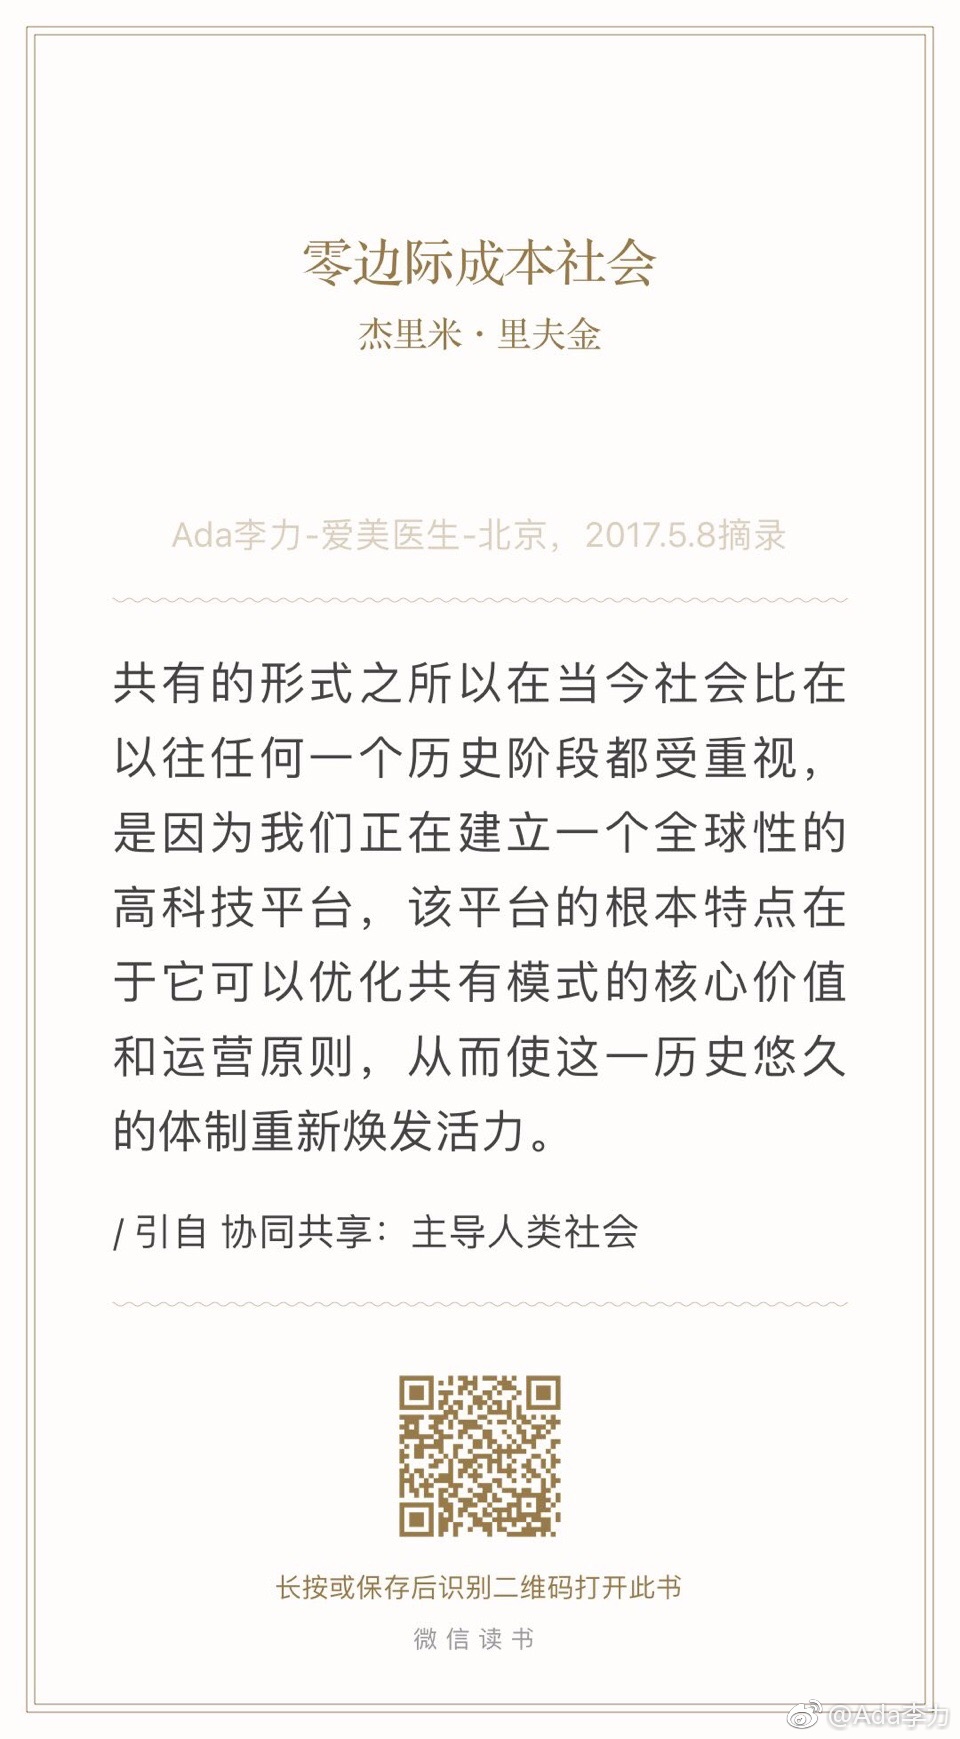 零边际成本社会
杰里米·里夫金
Ada李力-爱美医生-北京，2017.5.8摘录
共有的形式之所以在当今社会比在
以往任何一个历史阶段都受重视，
是因为我们正在建立一个全球性的
高科技平台，该平台的根本特点在
于它可以优化共有模式的核心价值
和运营原则，从而使这一历史悠久
的体制重新焕发活力。
/ 引自 协同共享：主导人类社会
长按或保存后识别二维码打开此书
微信读书
@Ada李力